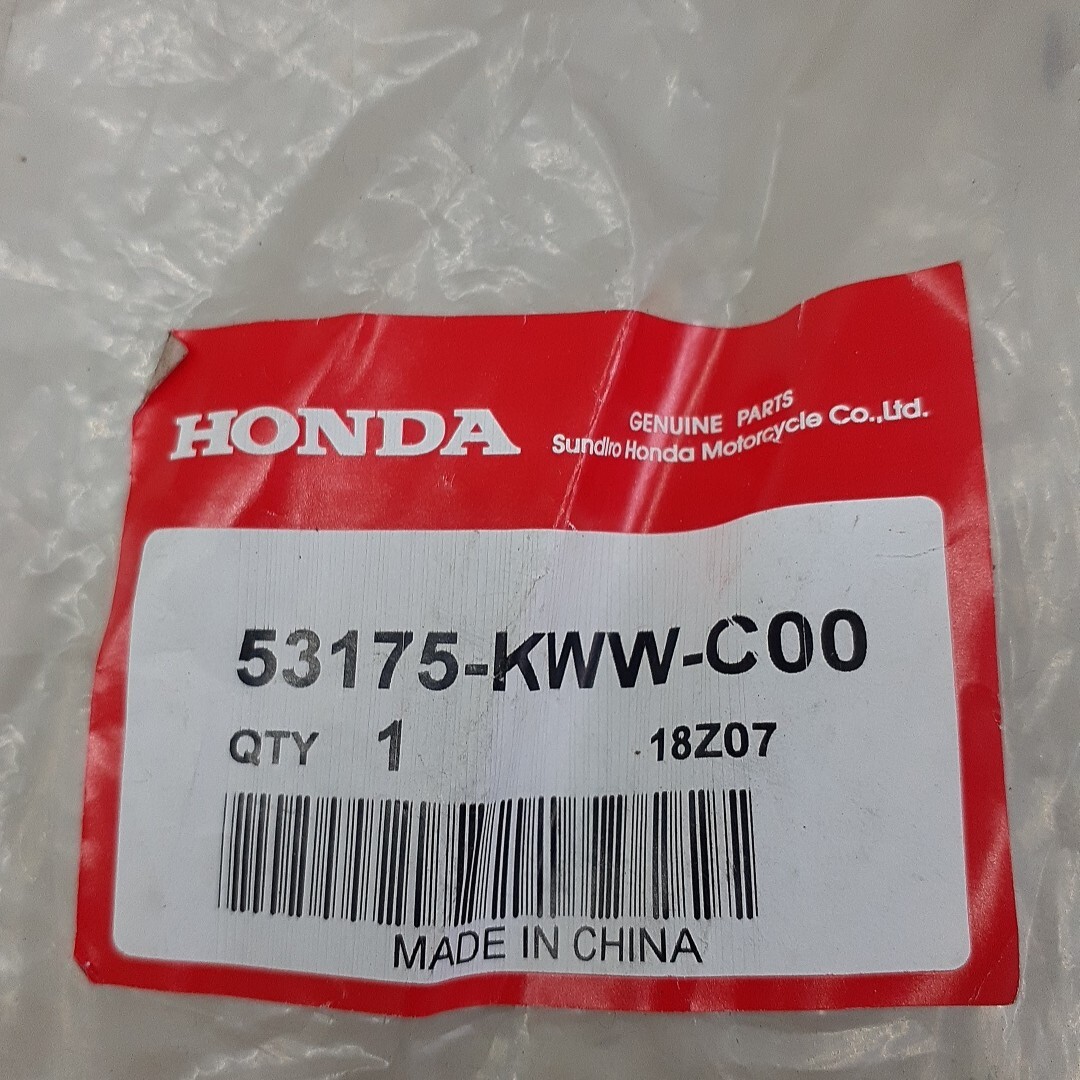 HONDA
GENUINE PARTS
Sundiro Honda Motorcycle Co.,Ltd.
53175-KWW-C00
QTY 1 18Z07
MADE IN CHINA